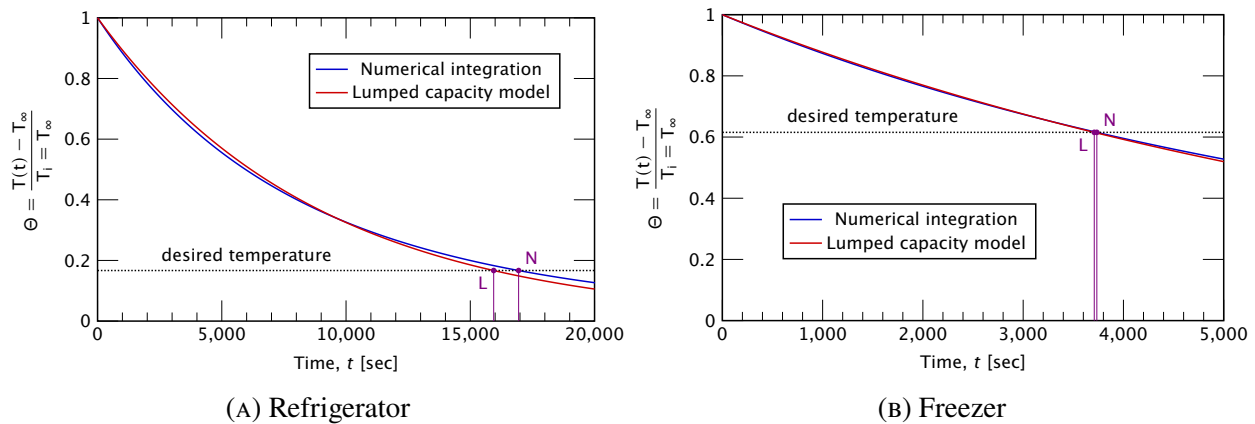 1
0.8
0.6
0.4
0.2
0
Θ = T(t) − T∞
Ti = T∞
Numerical integration
Lumped capacity model
desired temperature
L
N
0
5,000
10,000
15,000
20,000
Time, t [sec]
(A) Refrigerator
1
0.8
0.6
0.4
0.2
0
Θ = T(t) − T∞
Ti = T∞
desired temperature
N
L
Numerical integration
Lumped capacity model
0
1,000
2,000
3,000
4,000
5,000
Time, t [sec]
(B) Freezer